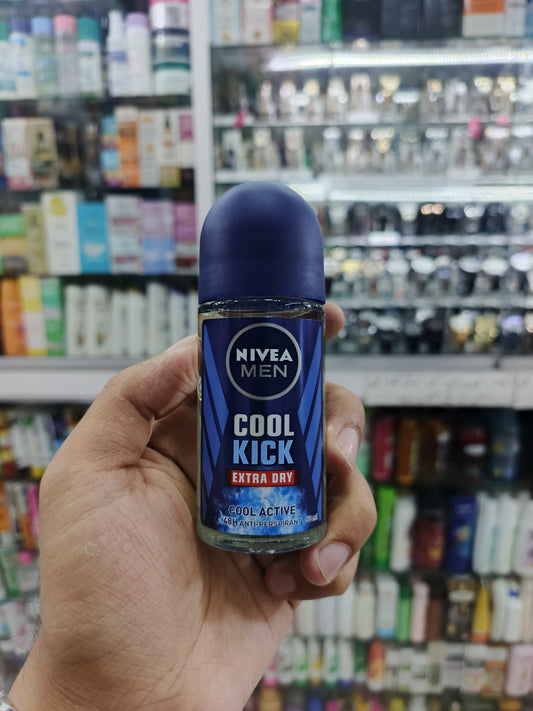 NIVEA
MEN
COOL
KICK
EXTRA DRY
COOL ACTIVE
48H ANTI-PERSPIRANT